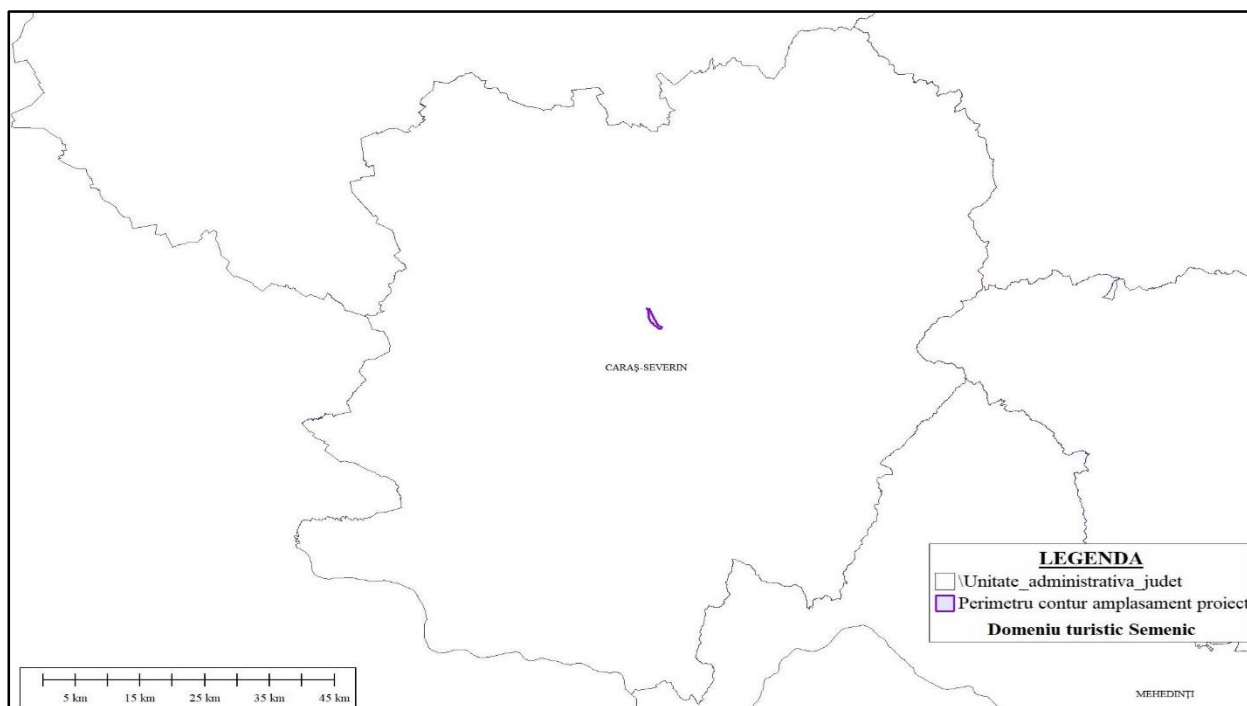 CARAŞ-SEVERIN
LEGENDA
\Unitate_administrativa_judet
Perimetru contur amplasament proiect
Domeniu turistic Semenic
5 km 15 km 25 km 35 km 45 km
MEHEDINŢI